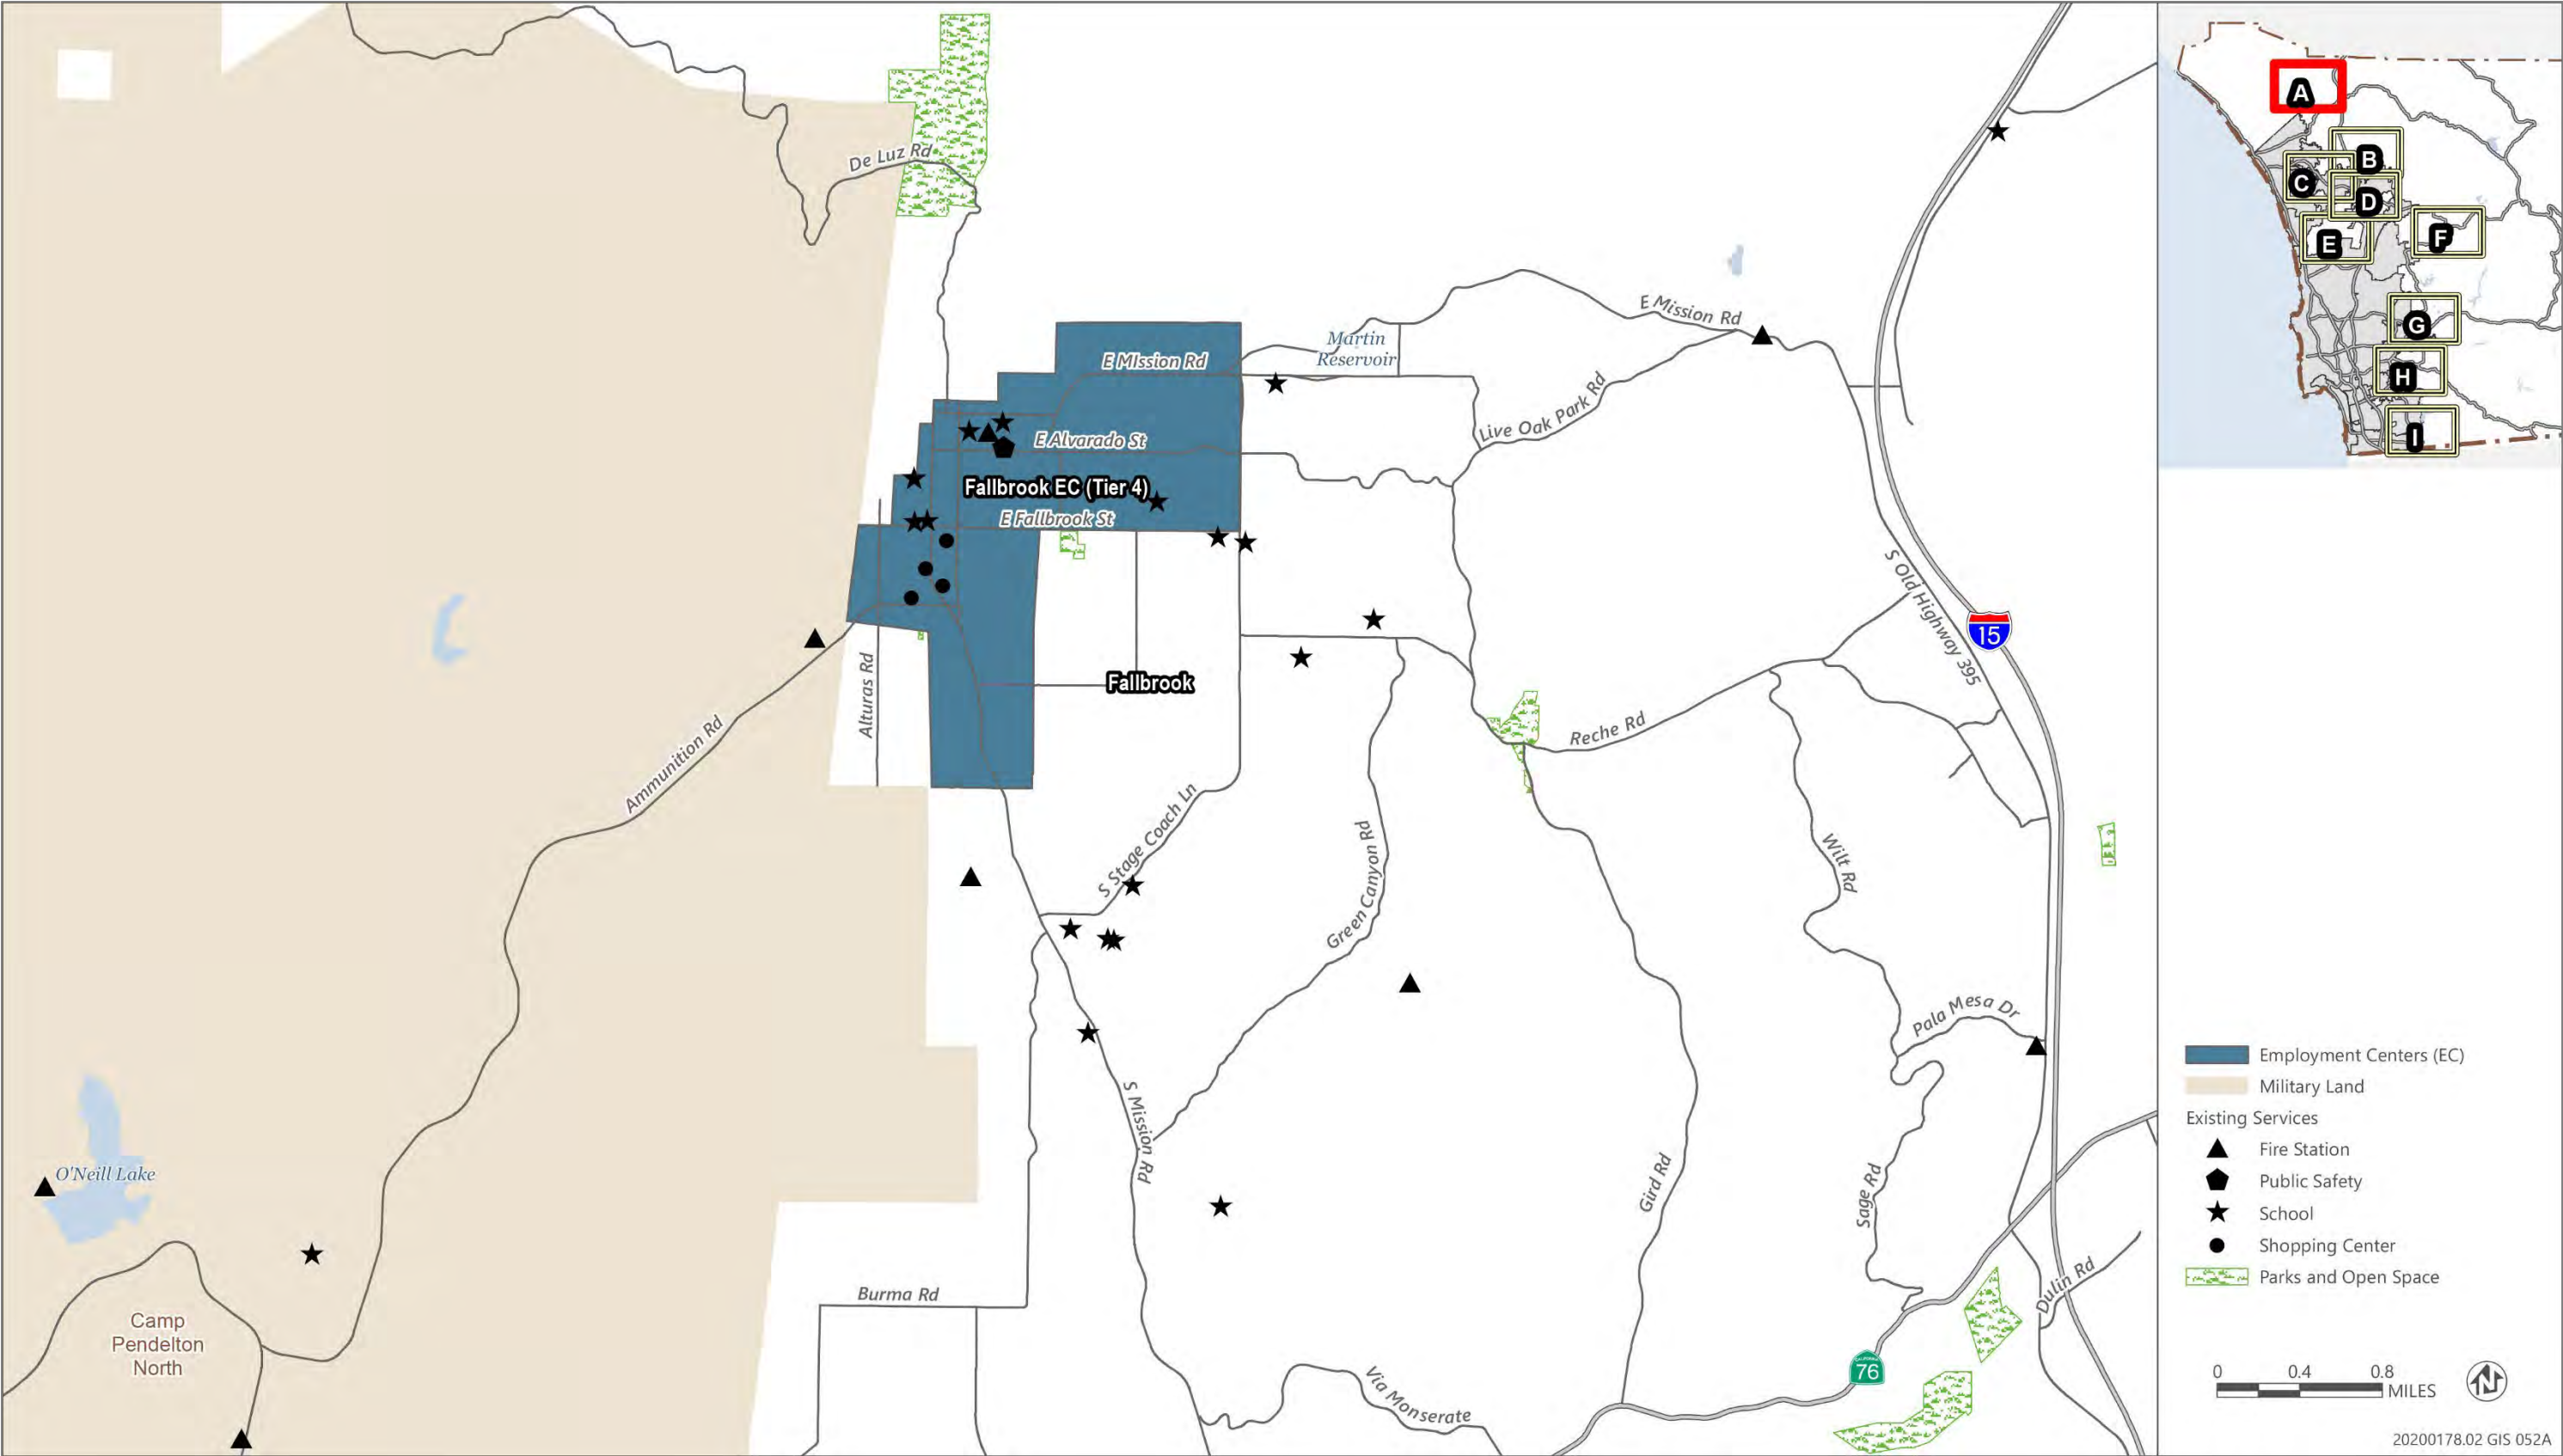 De Luz Rd
E Mission Rd
Martin
Reservoir
E MIssion Rd
Live Oak Park Rd
E Alvarado St
Fallbrook EC (Tier 4)
E Fallbrook St
S Old Highway 395
15
Fallbrook
Alturas Rd
Ammunition Rd
Reche Rd
S Stage Coach Ln
Green Canyon Rd
Wilt Rd
Pala Mesa Dr
S Mission Rd
O'Neill Lake
Gird Rd
Sage Rd
Burma Rd
Dulin Rd
Camp
Pendelton
North
CALIFORNIA
76
Via Monserate
A
B
C
D
E
F
G
H
I
Employment Centers (EC)
Military Land
Existing Services
Fire Station
Public Safety
School
Shopping Center
Parks and Open Space
0 0.4 0.8
MILES
N
20200178.02 GIS 052A